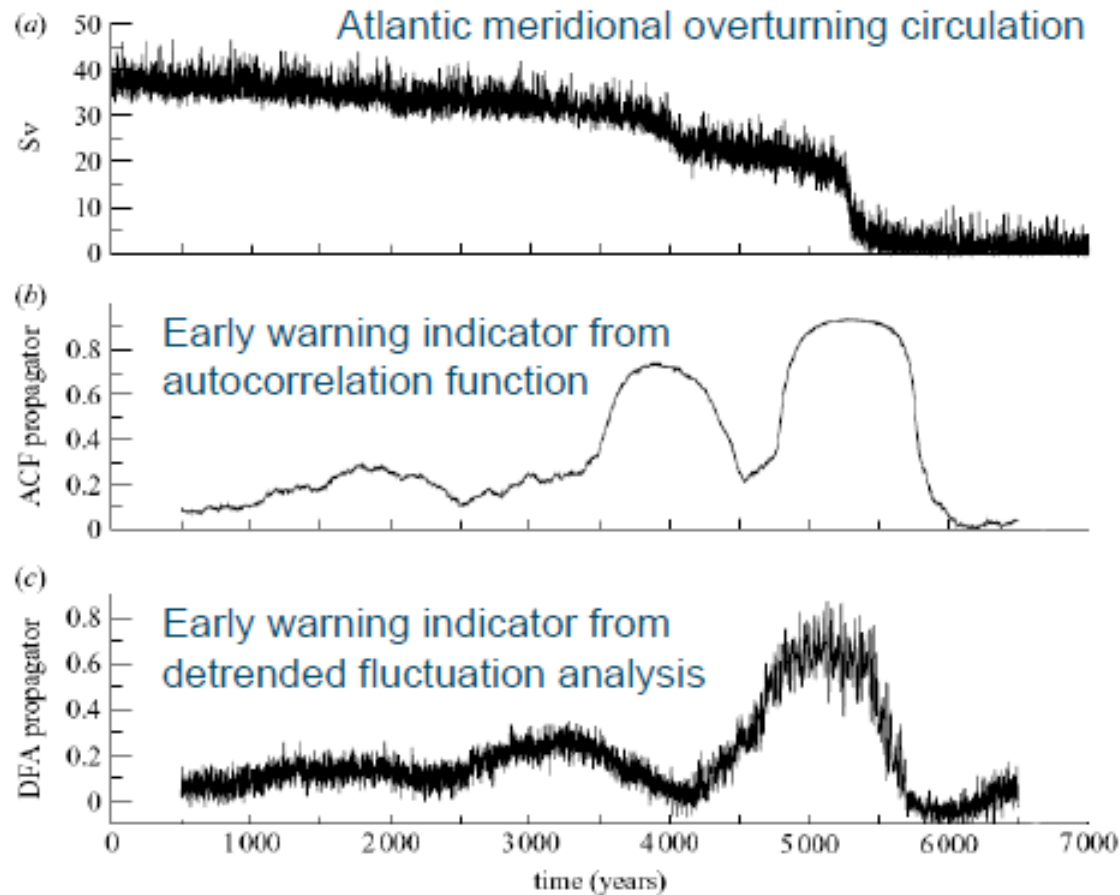 (a)
Atlantic meridional overturning circulation
50
40
30
20
10
0
Sv
(b)
Early warning indicator from
autocorrelation function
0.8
0.6
0.4
0.2
0
ACF propagator
(c)
Early warning indicator from
detrended fluctuation analysis
0.8
0.6
0.4
0.2
0
DFA propagator
0 1000 2000 3000 4000 5000 6000 7000
time (years)